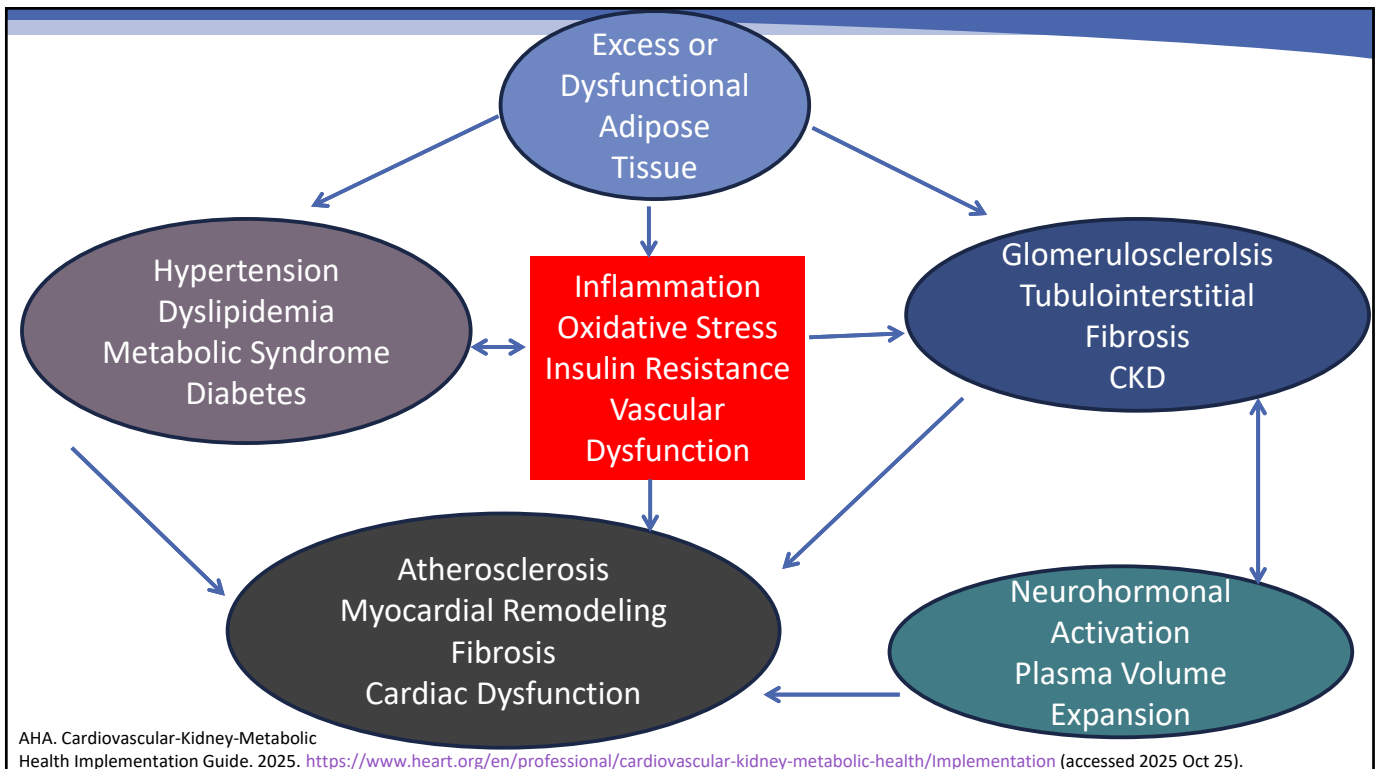 Excess or
Dysfunctional
Adipose
Tissue
Hypertension
Dyslipidemia
Metabolic Syndrome
Diabetes
Inflammation
Oxidative Stress
Insulin Resistance
Vascular
Dysfunction
Glomerulosclerolsis
Tubulointerstitial
Fibrosis
CKD
Atherosclerosis
Myocardial Remodeling
Fibrosis
Cardiac Dysfunction
Neurohormonal
Activation
Plasma Volume
Expansion
AHA. Cardiovascular-Kidney-Metabolic
Health Implementation Guide. 2025. https://www.heart.org/en/professional/cardiovascular-kidney-metabolic-health/Implementation (accessed 2025 Oct 25).